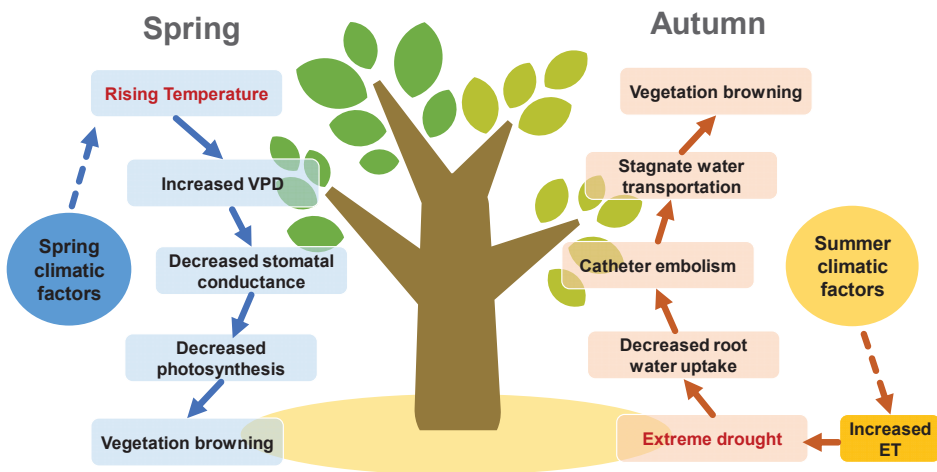 Spring
Rising Temperature
Increased VPD
Spring
climatic
factors
Decreased stomatal
conductance
Decreased
photosynthesis
Vegetation browning
Autumn
Vegetation browning
Stagnate water
transportation
Catheter embolism
Summer
climatic
factors
Decreased root
water uptake
Extreme drought
Increased
ET